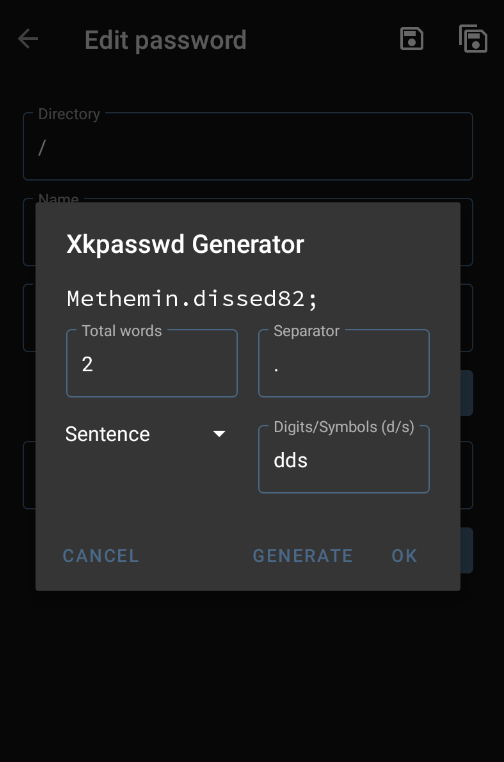 Edit password
Directory
/
Name
Xkpasswd Generator
Methemin.dissed82;
Total words
2
Separator
.
Sentence
Digits/Symbols (d/s)
dds
CANCEL
GENERATE
OK